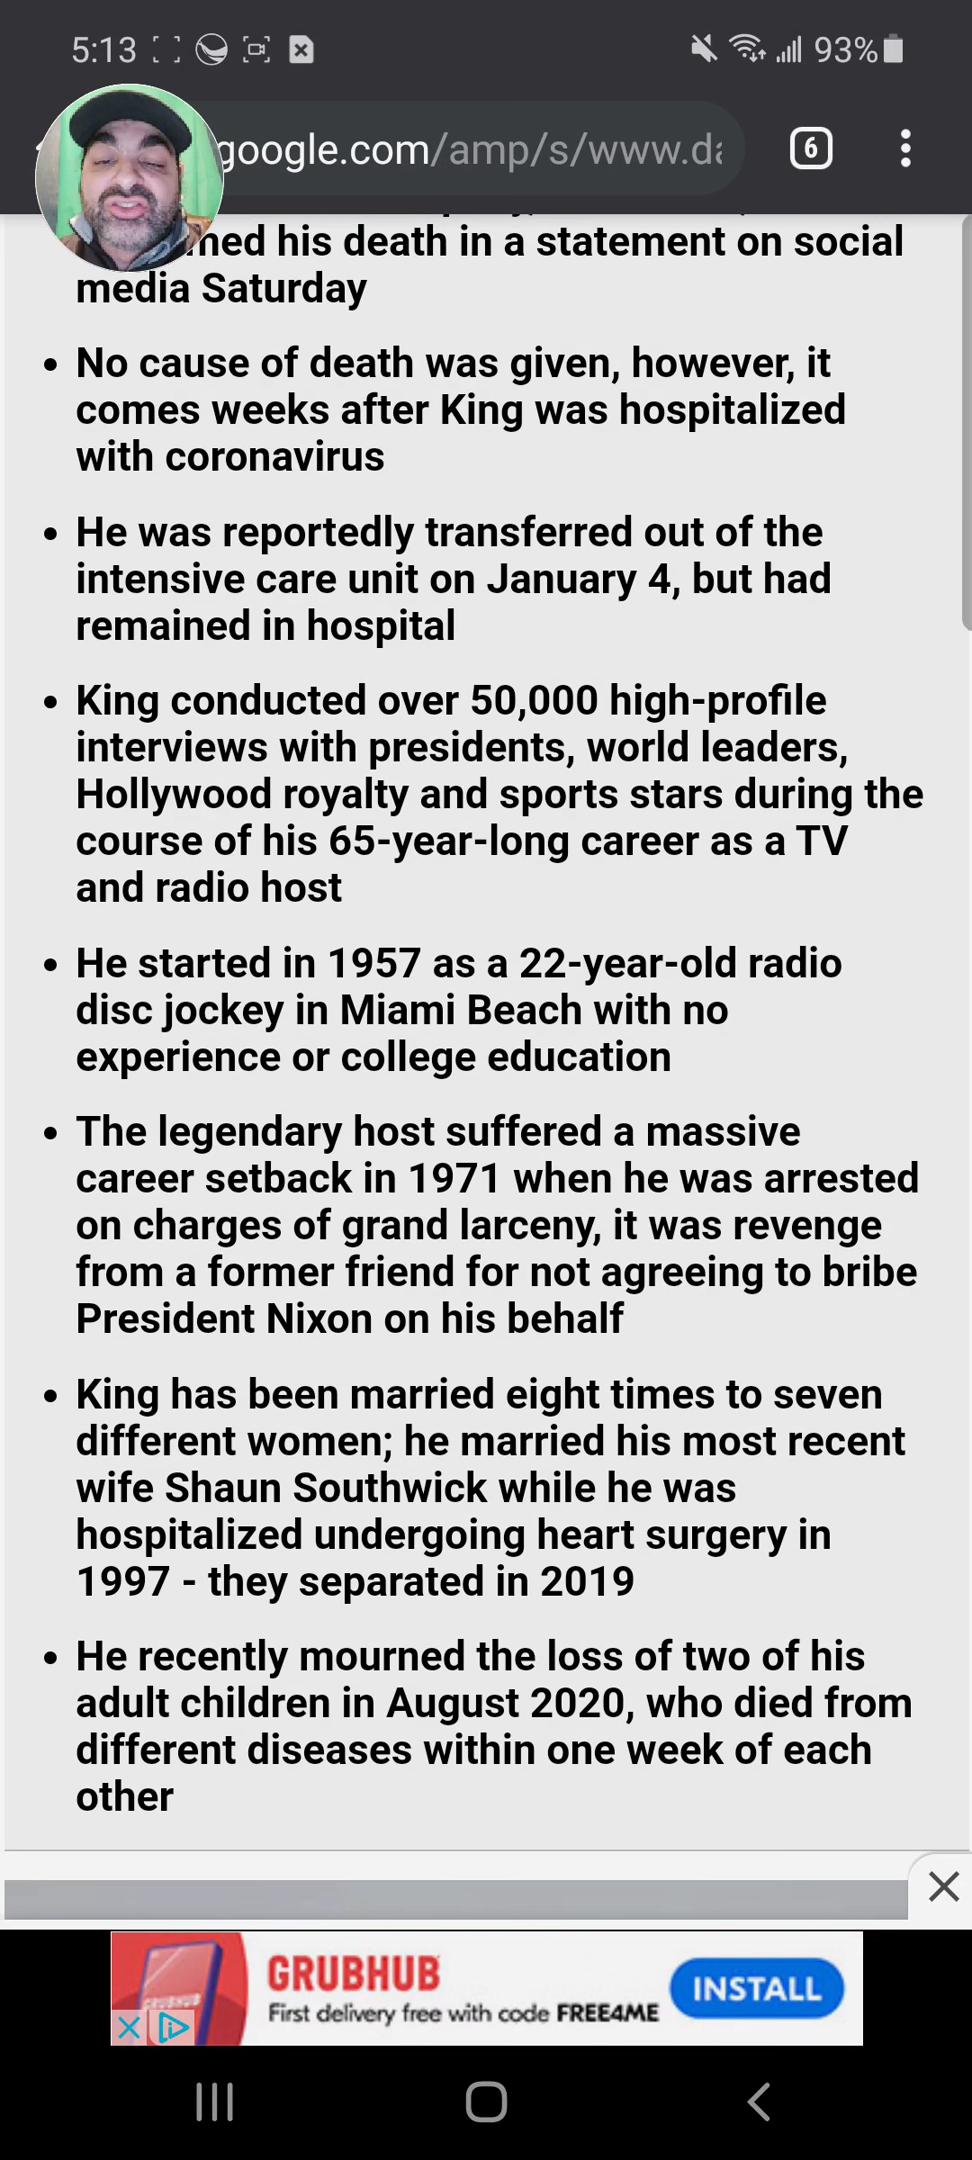 5:13
93%
google.com/amp/s/www.da
6
med his death in a statement on social
media Saturday
No cause of death was given, however, it
comes weeks after King was hospitalized
with coronavirus
He was reportedly transferred out of the
intensive care unit on January 4, but had
remained in hospital
King conducted over 50,000 high-profile
interviews with presidents, world leaders,
Hollywood royalty and sports stars during the
course of his 65-year-long career as a TV
and radio host
He started in 1957 as a 22-year-old radio
disc jockey in Miami Beach with no
experience or college education
The legendary host suffered a massive
career setback in 1971 when he was arrested
on charges of grand larceny, it was revenge
from a former friend for not agreeing to bribe
President Nixon on his behalf
King has been married eight times to seven
different women; he married his most recent
wife Shaun Southwick while he was
hospitalized undergoing heart surgery in
1997 - they separated in 2019
He recently mourned the loss of two of his
adult children in August 2020, who died from
different diseases within one week of each
other
GRUBHUB
First delivery free with code FREE4ME
INSTALL